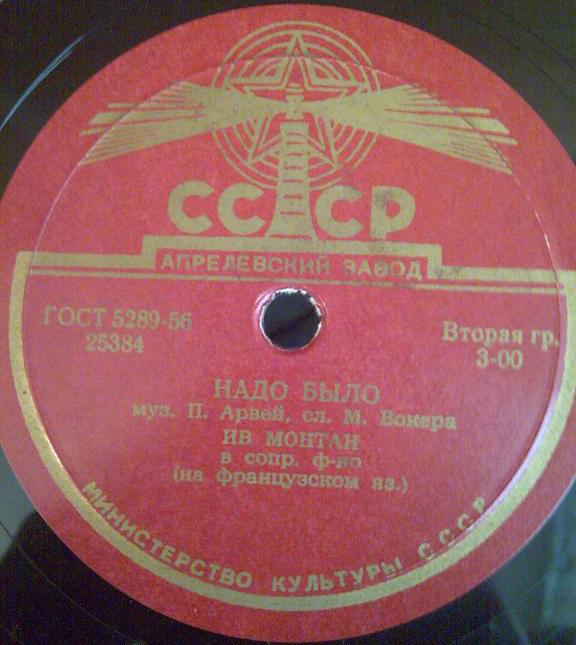 СССР
АПРЕЛЕВСКИЙ ЗАВОД
ГОСТ 5289-56
25384
Вторая гр.
3-00
НАДО БЫЛО
муз. П. Арвей, сл. М. Вокера
ИВ МОНТАН
в сопр. ф-но
(на французском яз.)
МИНИСТЕРСТВО КУЛЬТУРЫ СССР